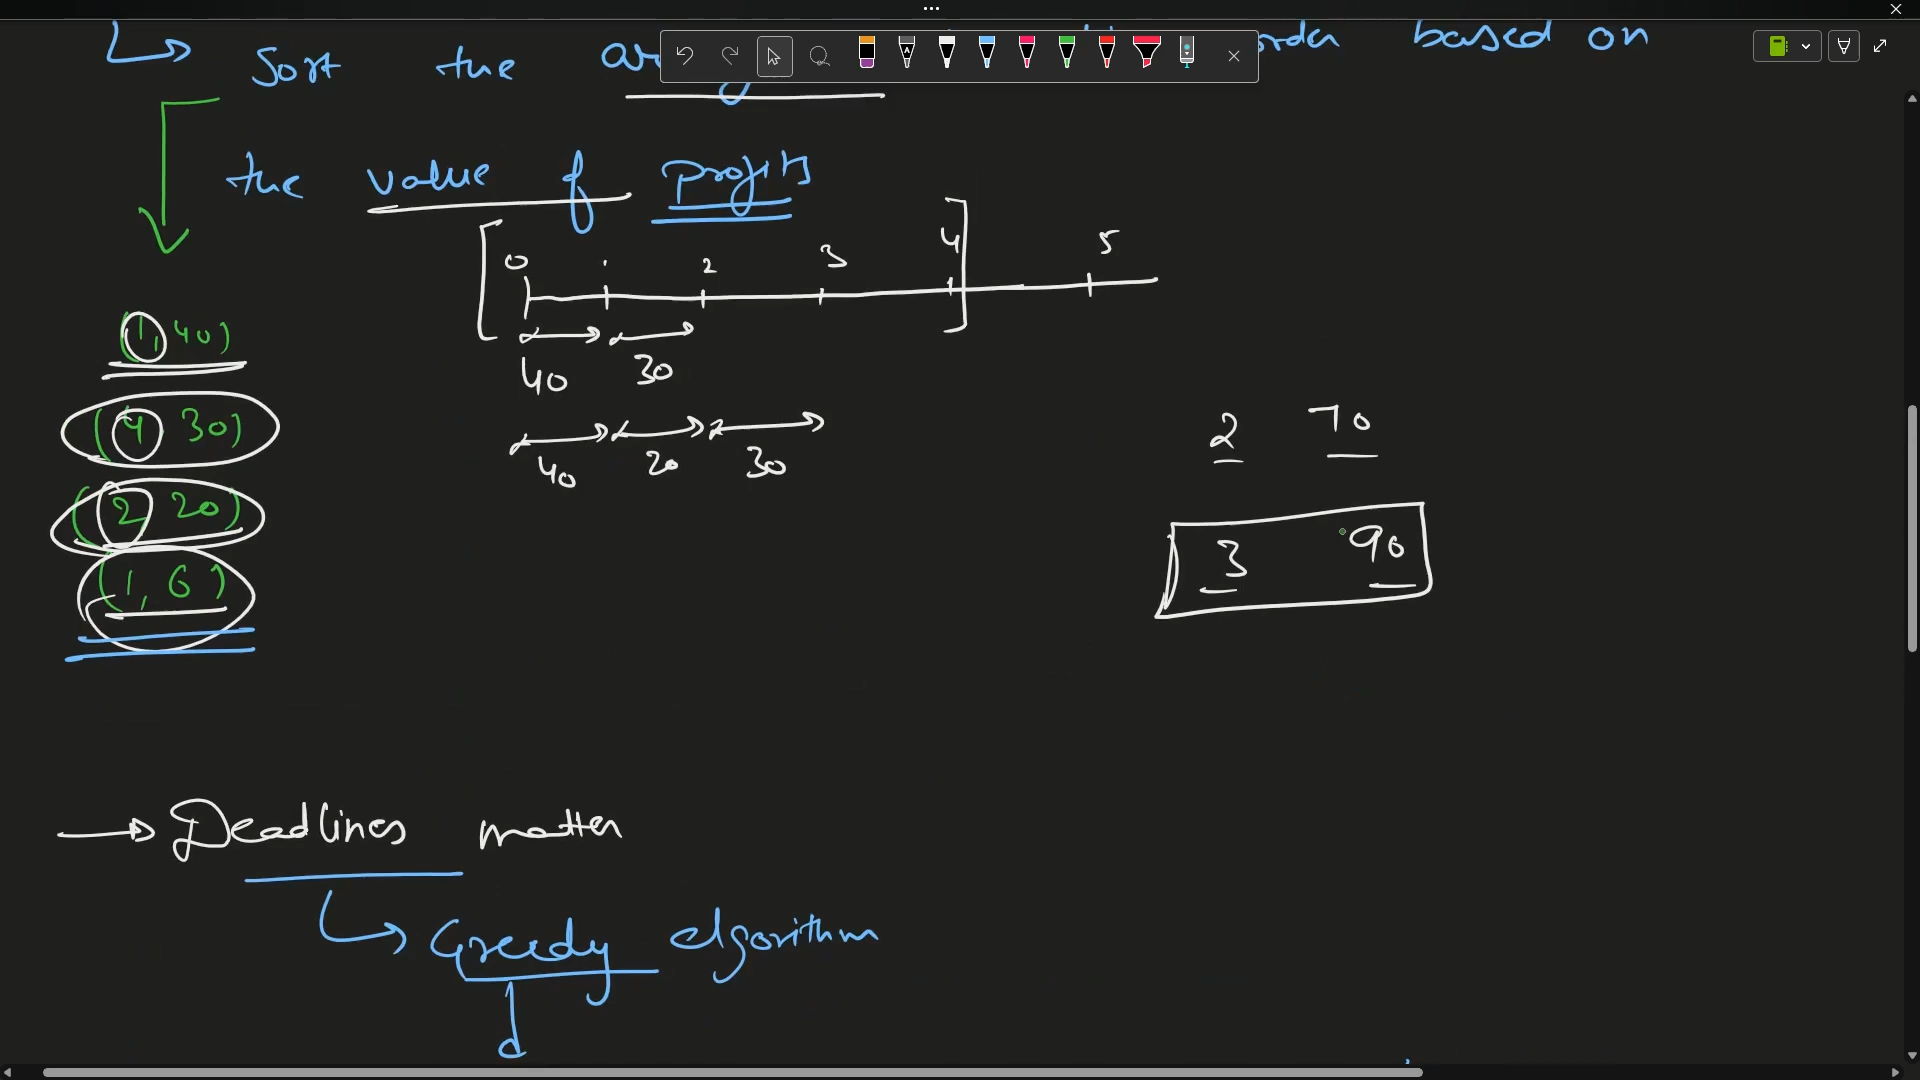 Sort the order based on
the value of profits
0 1 2 3 4 5
(1, 40)
40 30
(4 30)
2 70
40 20 30
(2 20)
3 90
(1, 6)
Deadlines matter
Greedy algorithm
d